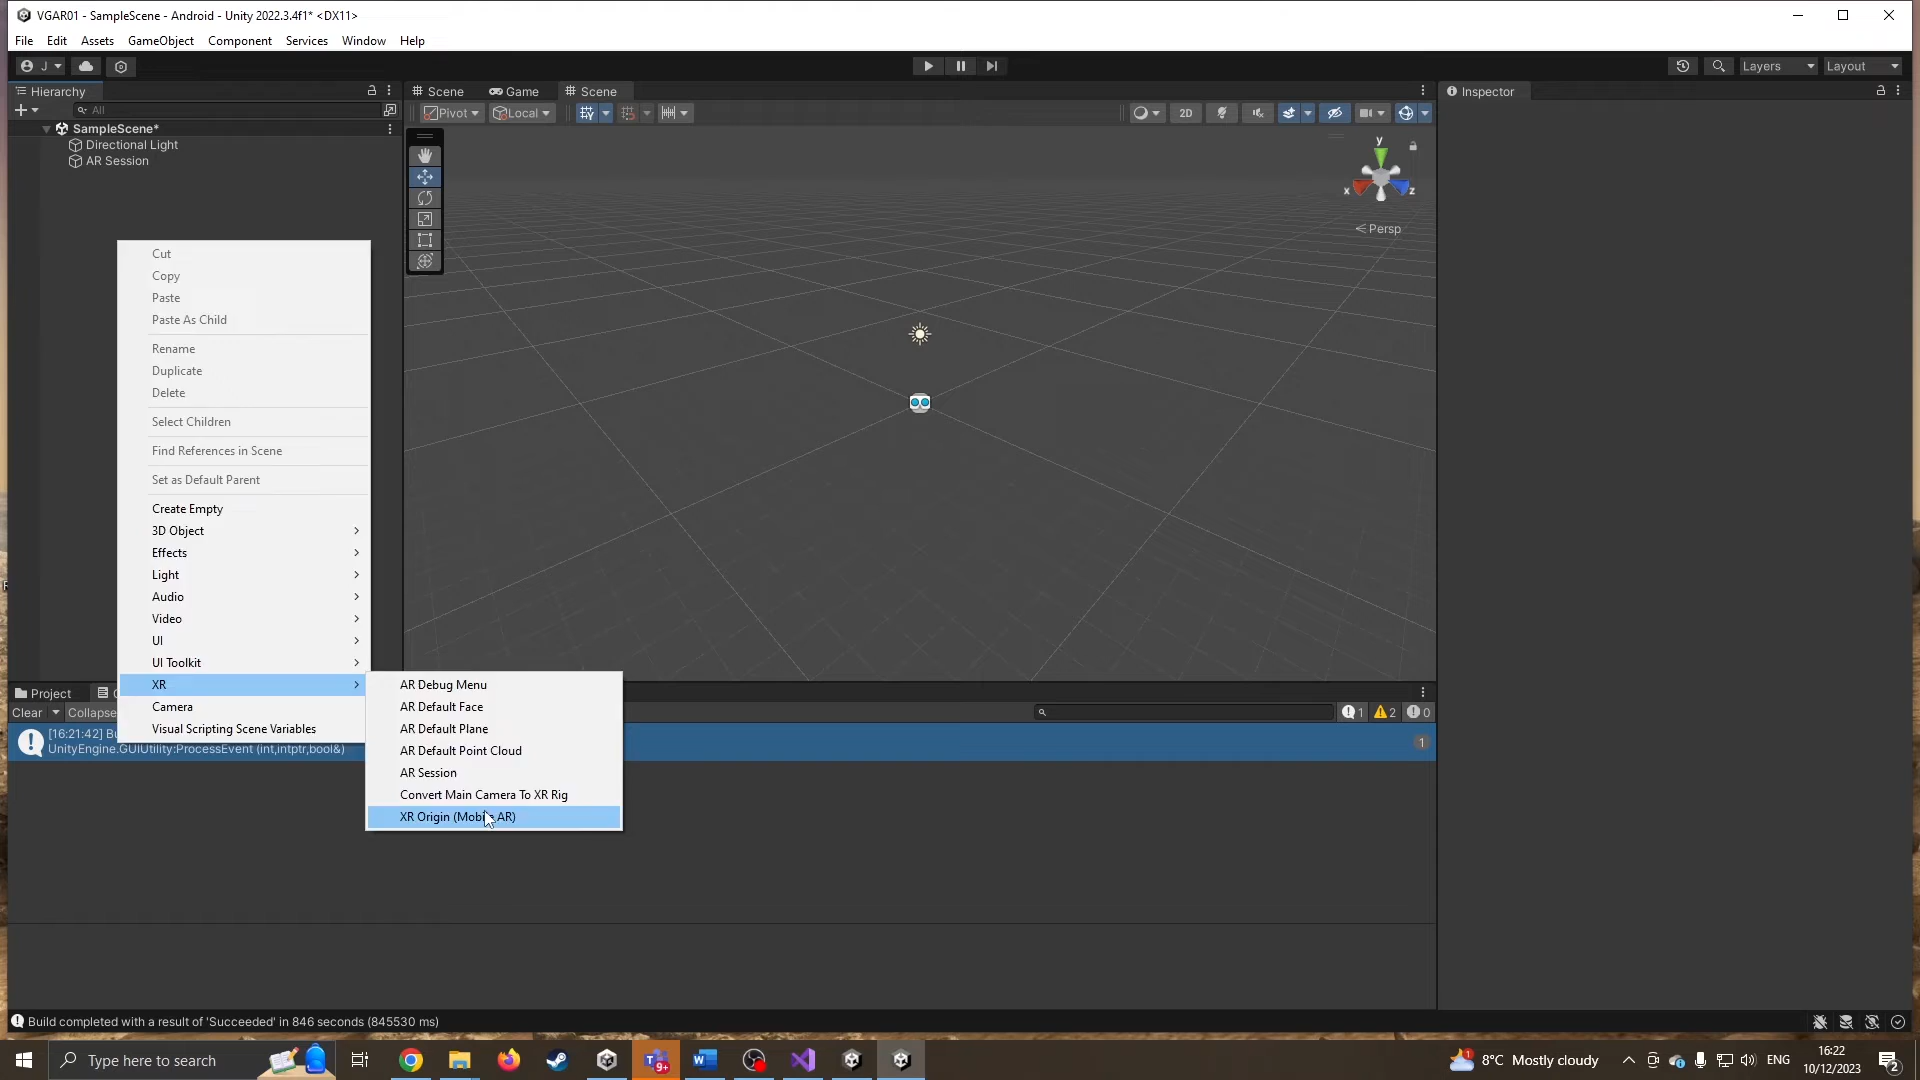 VGAR01 - SampleScene - Android - Unity 2022.3.4f1* <DX11>
File Edit Assets GameObject Component Services Window Help
J
Layers Layout
Hierarchy
All
SampleScene*
Directional Light
AR Session
Scene Game Scene
Pivot Local
2D
y
x
z
Persp
Inspector
Cut
Copy
Paste
Paste As Child
Rename
Duplicate
Delete
Select Children
Find References in Scene
Set as Default Parent
Create Empty
3D Object
Effects
Light
Audio
Video
UI
UI Toolkit
XR
Camera
Visual Scripting Scene Variables
AR Debug Menu
AR Default Face
AR Default Plane
AR Default Point Cloud
AR Session
Convert Main Camera To XR Rig
XR Origin (Mobile AR)
Project
Clear Collapse
1 2 0
[16:21:42]
UnityEngine.GUIUtility:ProcessEvent (int,intptr,bool&)
1
Build completed with a result of 'Succeeded' in 846 seconds (845530 ms)
Type here to search
9+
1
8°C Mostly cloudy
ENG
16:22
10/12/2023
2